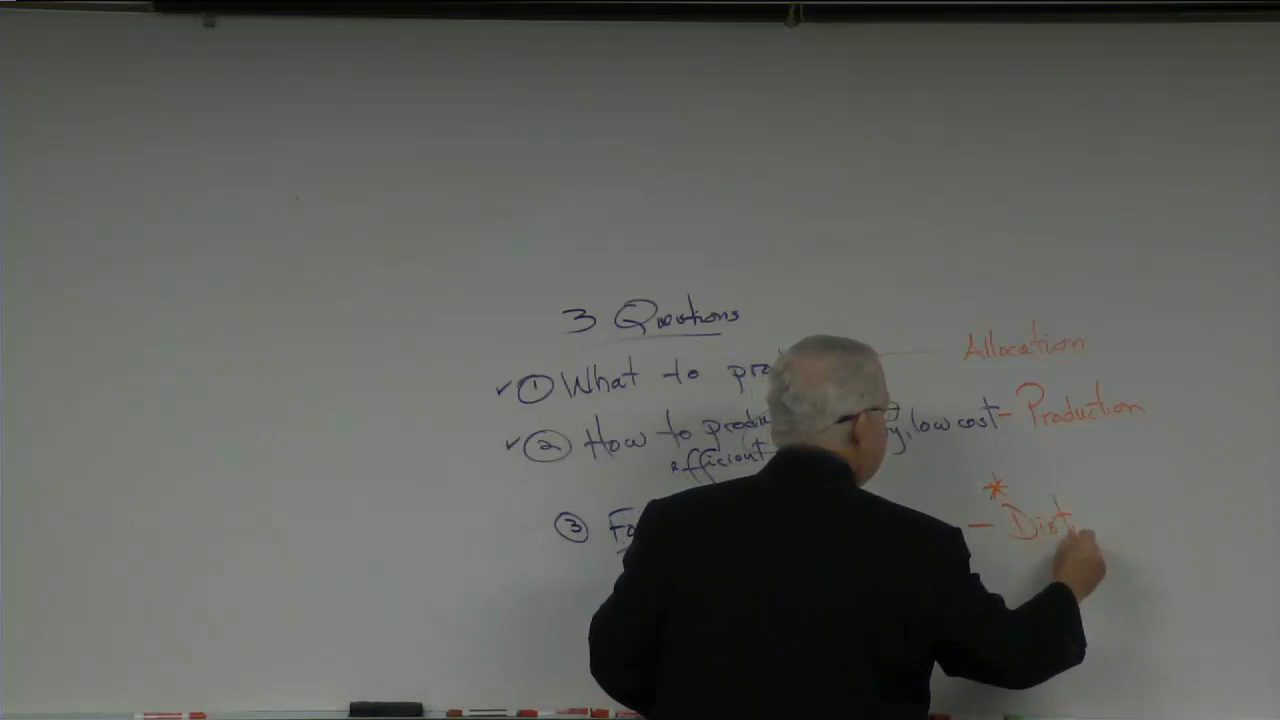 3 Questions
✓ ① What to pro Allocation
✓ ② How to produ y, low cost - Production
efficient
③ Fo * - Dist